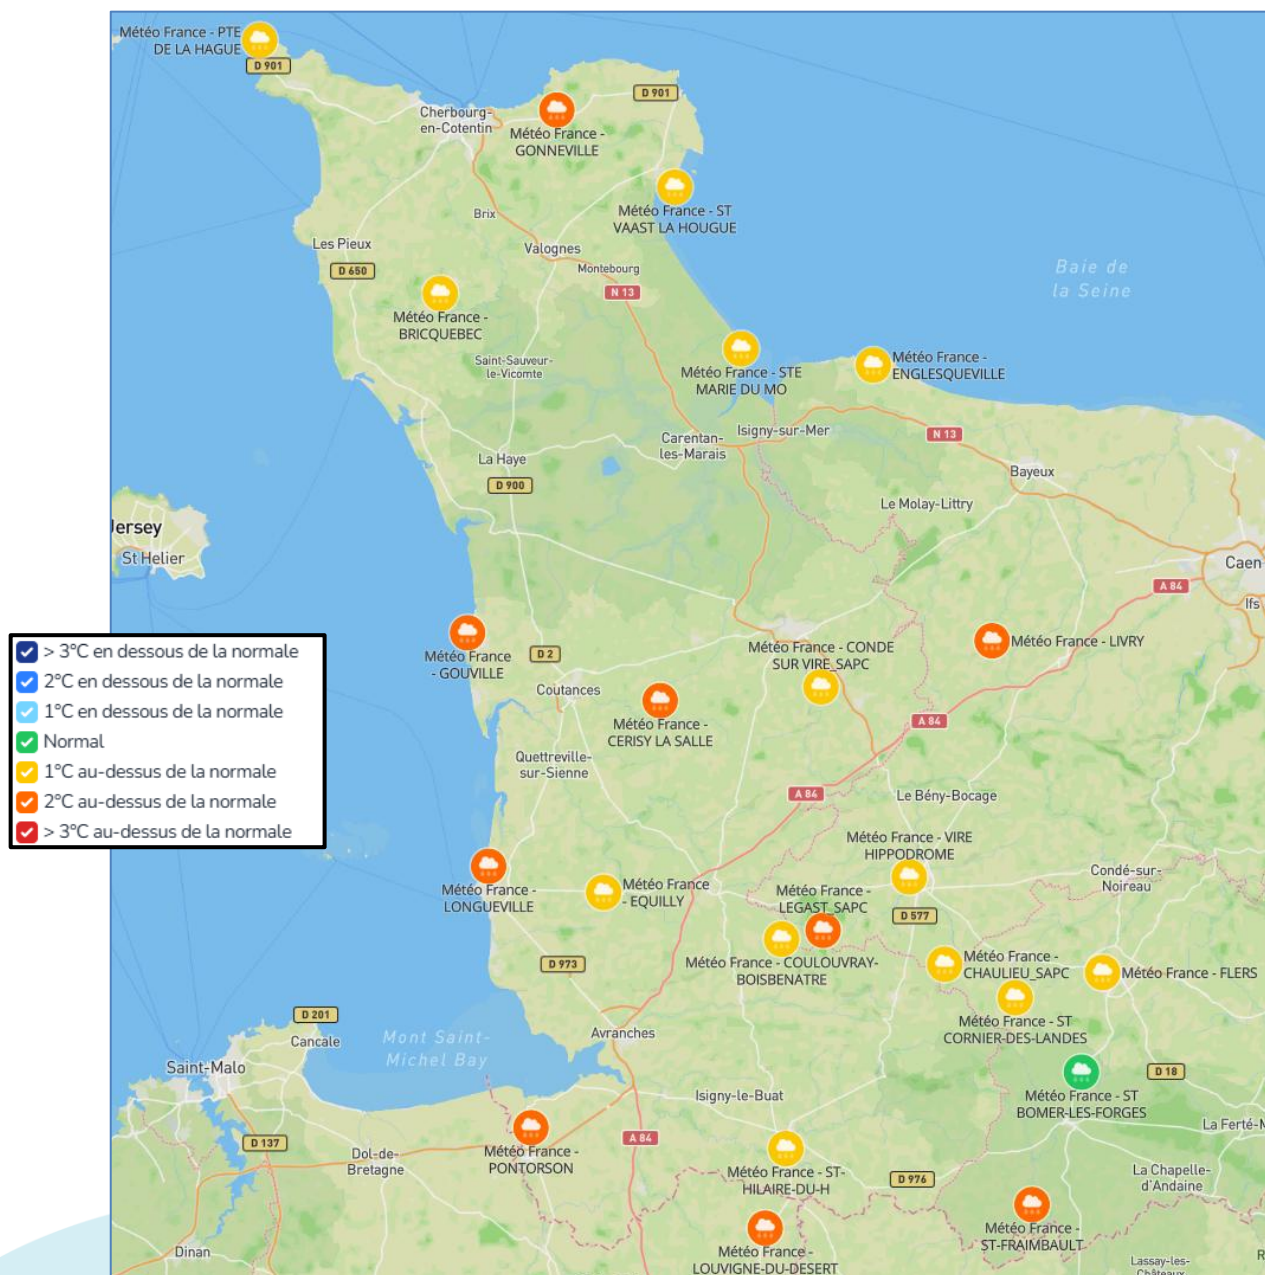 Météo France - PTE
DE LA HAGUE
D 901
D 901
Cherbourg-
en-Cotentin
Météo France -
GONNEVILLE
Météo France - ST
VAAST LA HOUGUE
Brix
Les Pieux
Valognes
D 650
Montebourg
N 13
Baie de
la Seine
Météo France -
BRICQUEBEC
Saint-Sauveur-
le-Vicomte
Météo France - STE
MARIE DU MO
Météo France -
ENGLESQUEVILLE
Carentan-
les-Marais
Isigny-sur-Mer
N 13
La Haye
D 900
Bayeux
Le Molay-Littry
Jersey
St Helier
Caen
A 84
Ifs
> 3°C en dessous de la normale
2°C en dessous de la normale
1°C en dessous de la normale
Normal
1°C au-dessus de la normale
2°C au-dessus de la normale
> 3°C au-dessus de la normale
Météo France
- GOUVILLE
D 2
Coutances
Météo France - CONDE
SUR VIRE_SAPC
Météo France - LIVRY
Météo France -
CERISY LA SALLE
A 84
Quettreville-
sur-Sienne
A 84
Le Bény-Bocage
Météo France - VIRE
HIPPODROME
Météo France -
LONGUEVILLE
Météo France
- EQUILLY
Météo France -
LEGAST_SAPC
Condé-sur-
Noireau
D 577
D 973
Météo France - COULOUVRAY-
BOISBENATRE
Météo France -
CHAULIEU_SAPC
Météo France - FLERS
D 201
Cancale
Mont Saint-
Michel Bay
Avranches
Météo France - ST
CORNIER-DES-LANDES
Saint-Malo
Isigny-le-Buat
D 18
Météo France - ST
BOMER-LES-FORGES
D 137
Dol-de-
Bretagne
Météo France -
PONTORSON
A 84
La Ferté-M
Météo France - ST-
HILAIRE-DU-H
D 976
La Chapelle-
d'Andaine
Météo France -
ST-FRAIMBAULT
Dinan
Météo France -
LOUVIGNE-DU-DESERT
Lassay-les-
Châteaux
R